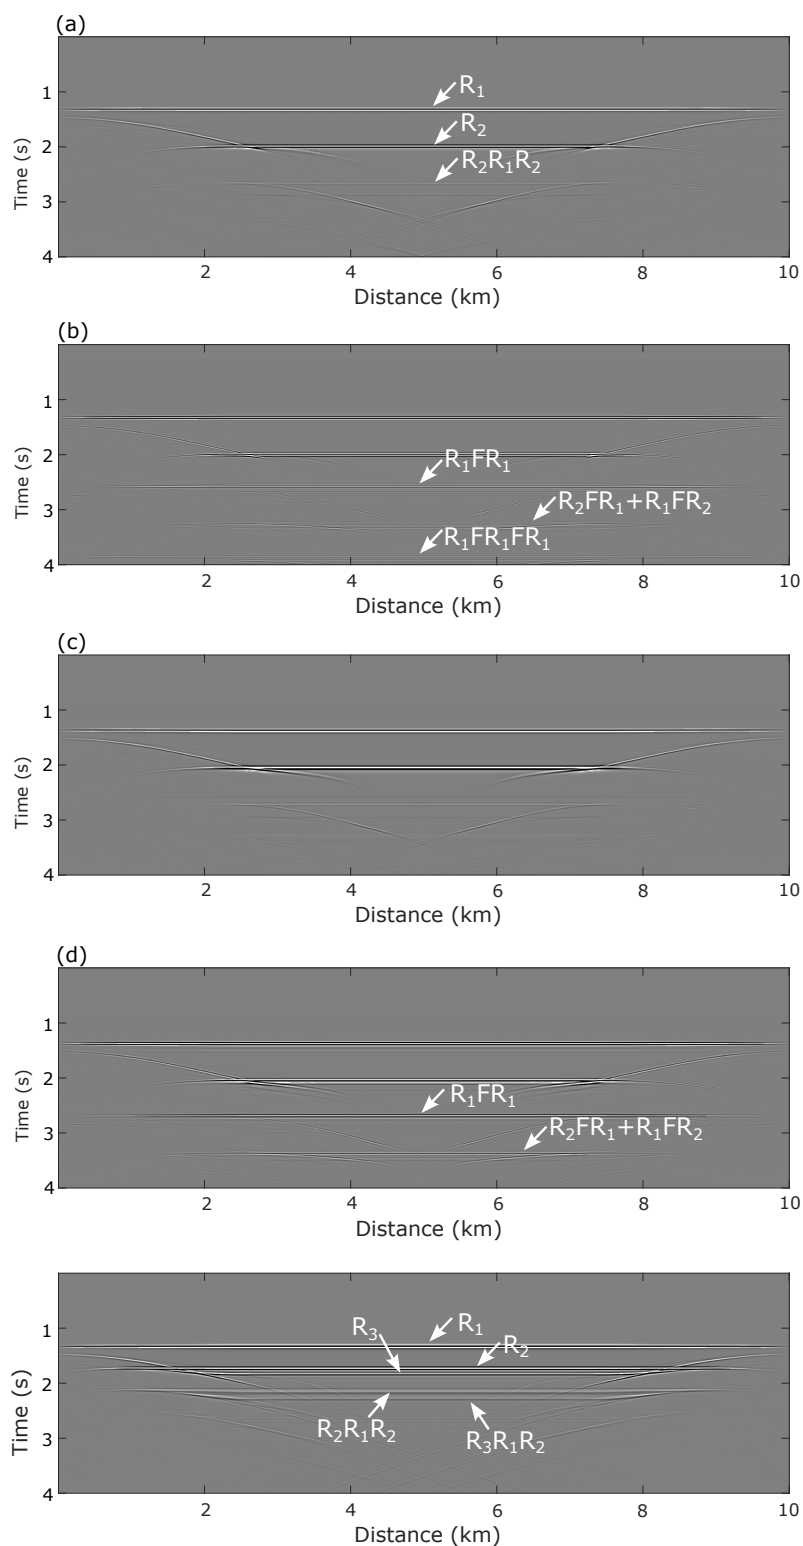 (a)
R₁
1
R₂
2
R₂R₁R₂
3
4
Time (s)
2 4 6 8 10
Distance (km)
(b)
1
2
R₁FR₁
R₂FR₁+R₁FR₂
3
R₁FR₁FR₁
4
Time (s)
2 4 6 8 10
Distance (km)
(c)
1
2
3
4
Time (s)
2 4 6 8 10
Distance (km)
(d)
1
2
R₁FR₁
R₂FR₁+R₁FR₂
3
4
Time (s)
2 4 6 8 10
Distance (km)
R₃ R₁
1
R₂
2
R₂R₁R₂ R₃R₁R₂
3
4
Time (s)
2 4 6 8 10
Distance (km)